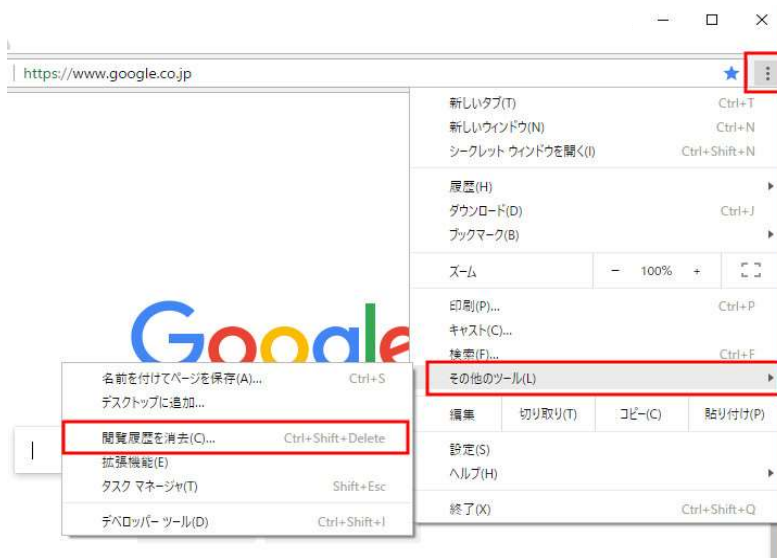 https://www.google.co.jp
新しいタブ(T) Ctrl+T
新しいウィンドウ(N) Ctrl+N
シークレット ウィンドウを開く(I) Ctrl+Shift+N
履歴(H)
ダウンロード(D) Ctrl+J
ブックマーク(B)
ズーム − 100% +
印刷(P)... Ctrl+P
キャスト(C)...
検索(F)... Ctrl+F
その他のツール(L)
編集 切り取り(T) コピー(C) 貼り付け(P)
設定(S)
ヘルプ(H)
終了(X) Ctrl+Shift+Q
Google
名前を付けてページを保存(A)... Ctrl+S
デスクトップに追加...
閲覧履歴を消去(C)... Ctrl+Shift+Delete
拡張機能(E)
タスク マネージャ(T) Shift+Esc
デベロッパー ツール(D) Ctrl+Shift+I